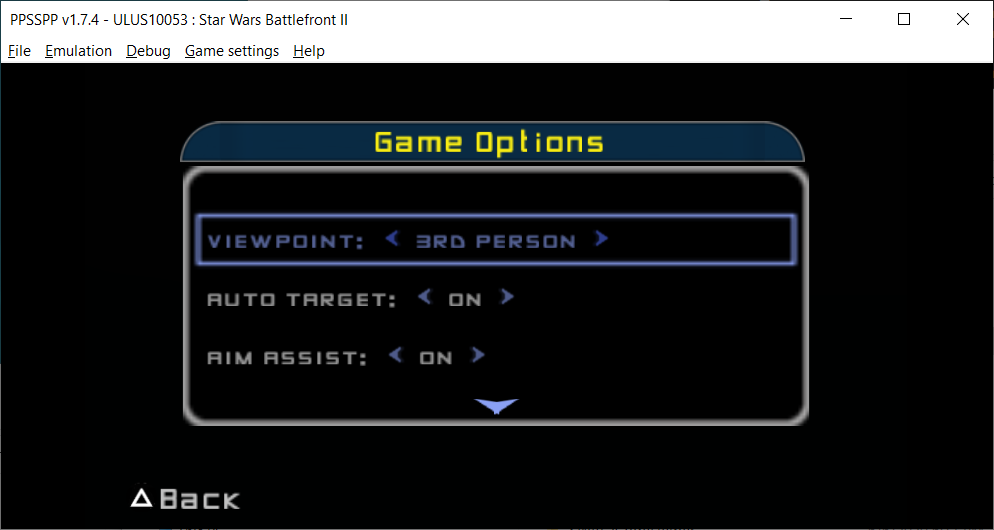 PPSSPP v1.7.4 - ULUS10053 : Star Wars Battlefront II
File Emulation Debug Game settings Help
Game Options
VIEWPOINT: < 3RD PERSON >
AUTO TARGET: < ON >
AIM ASSIST: < ON >
Back